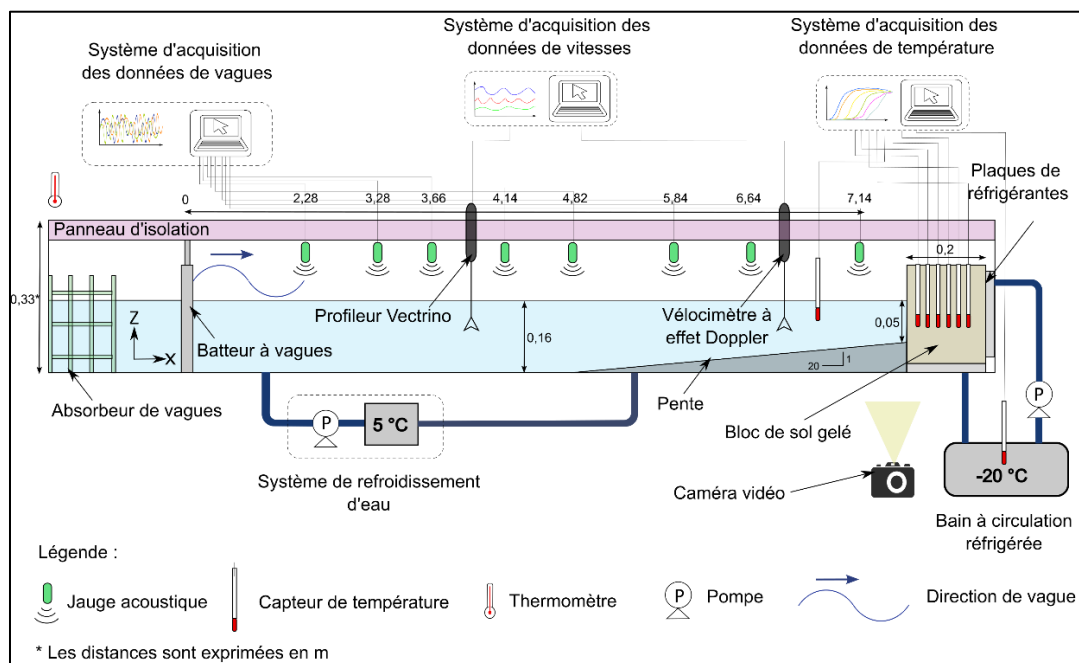 Système d'acquisition
des données de vagues
Système d'acquisition des
données de vitesses
Système d'acquisition des
données de température
Plaques de
réfrigérantes
0
2,28
3,28
3,66
4,14
4,82
5,84
6,64
7,14
Panneau d'isolation
0,2
0,33*
Z
X
Batteur à vagues
Profileur Vectrino
0,16
Vélocimètre à
effet Doppler
0,05
20
1
Absorbeur de vagues
P
5 °C
Système de refroidissement
d'eau
Pente
Bloc de sol gelé
P
Caméra vidéo
-20 °C
Bain à circulation
réfrigérée
Légende :
Jauge acoustique
Capteur de température
Thermomètre
P
Pompe
Direction de vague
* Les distances sont exprimées en m